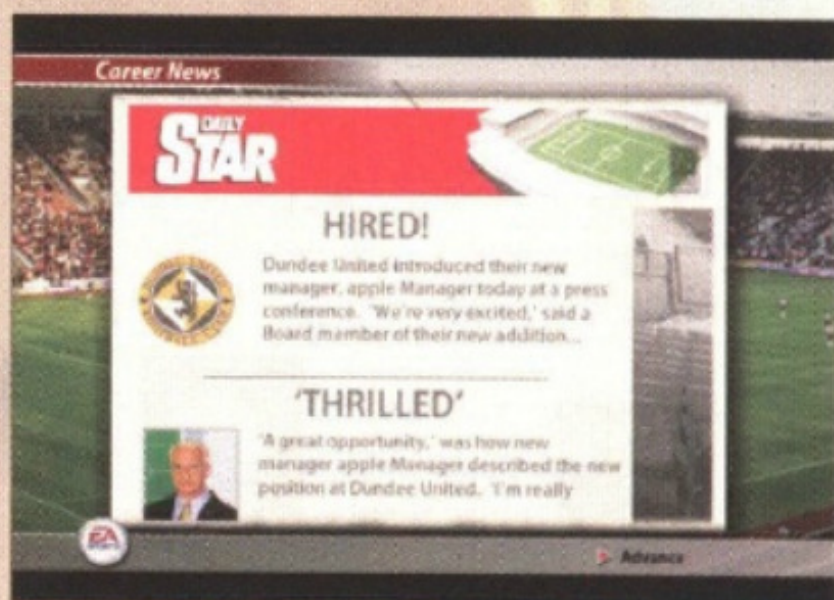 Career News
DAILY
STAR
HIRED!
Dundee United introduced their new
manager, apple Manager today at a press
conference. 'We're very excited,' said a
Board member of their new addition...
'THRILLED'
'A great opportunity,' was how new
manager apple Manager described the new
position at Dundee United. 'I'm really
EA
SPORTS
Advance